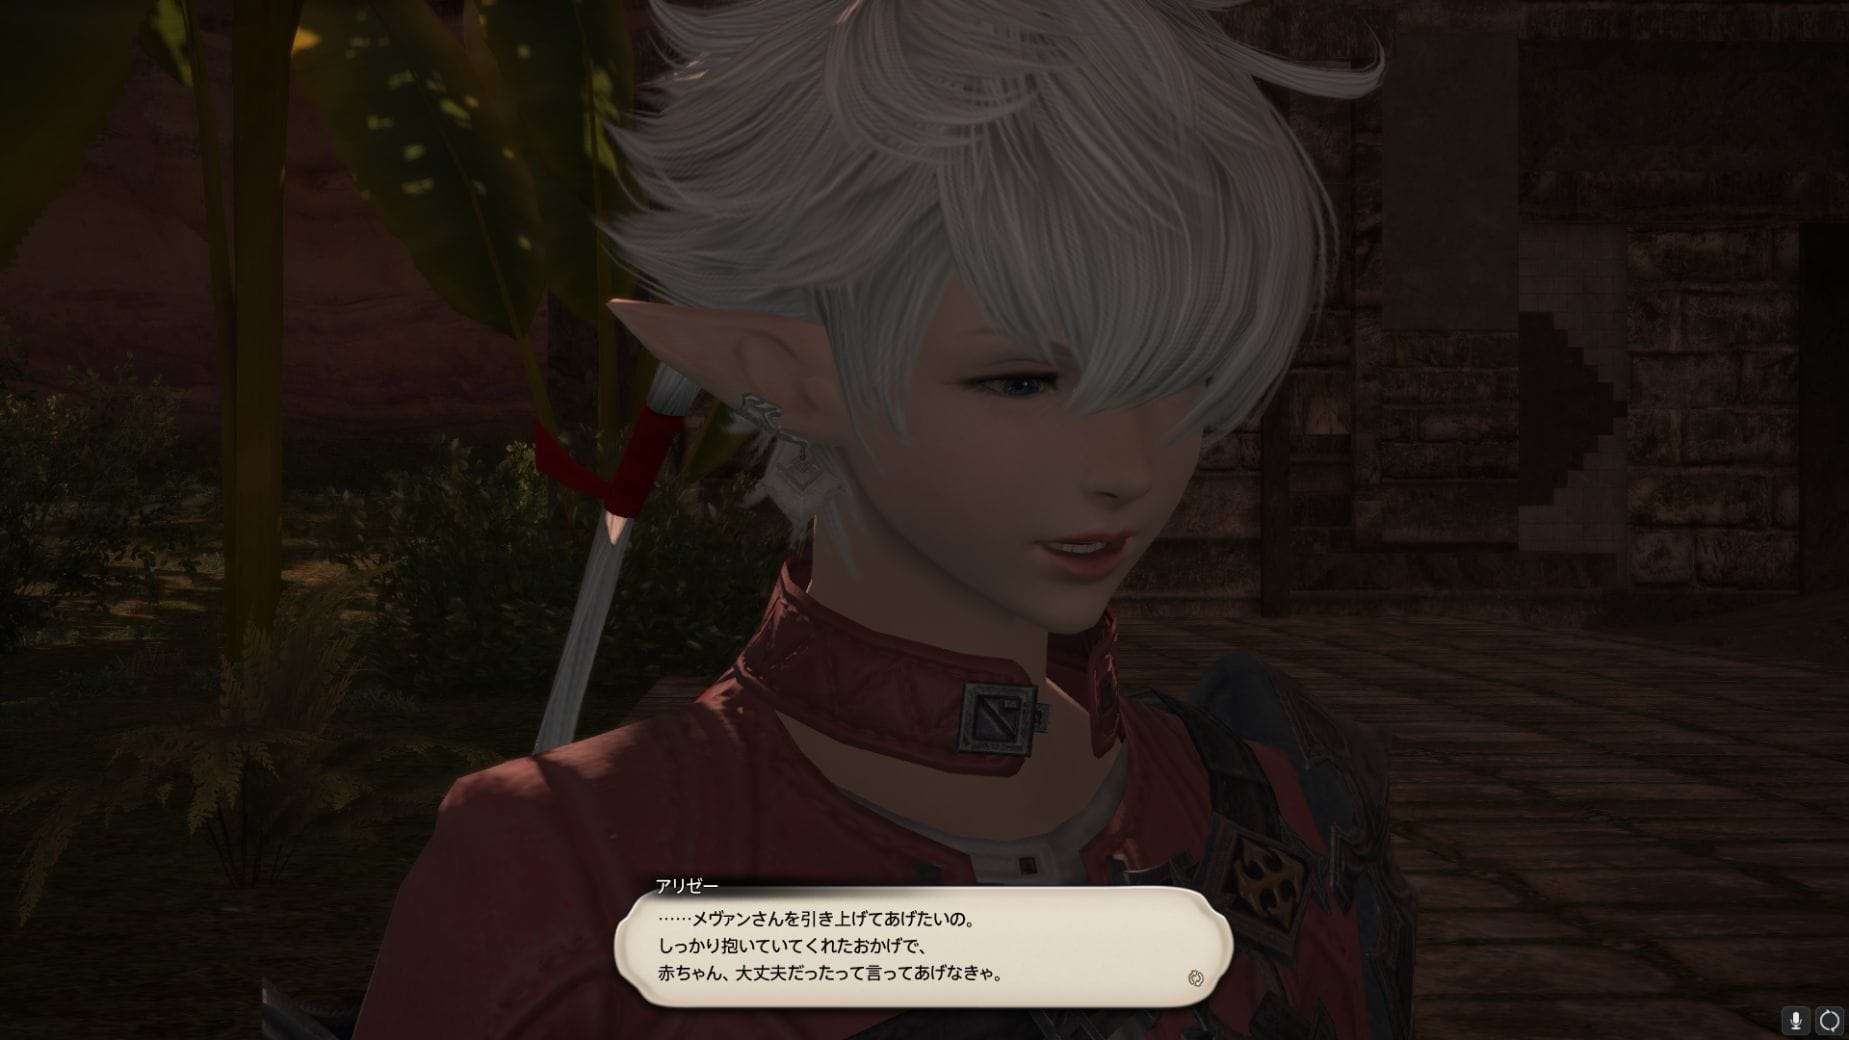 アリゼー
……メヴァンさんを引き上げてあげたいの。
しっかり抱いていてくれたおかげで、
赤ちゃん、大丈夫だったって言ってあげなきゃ。